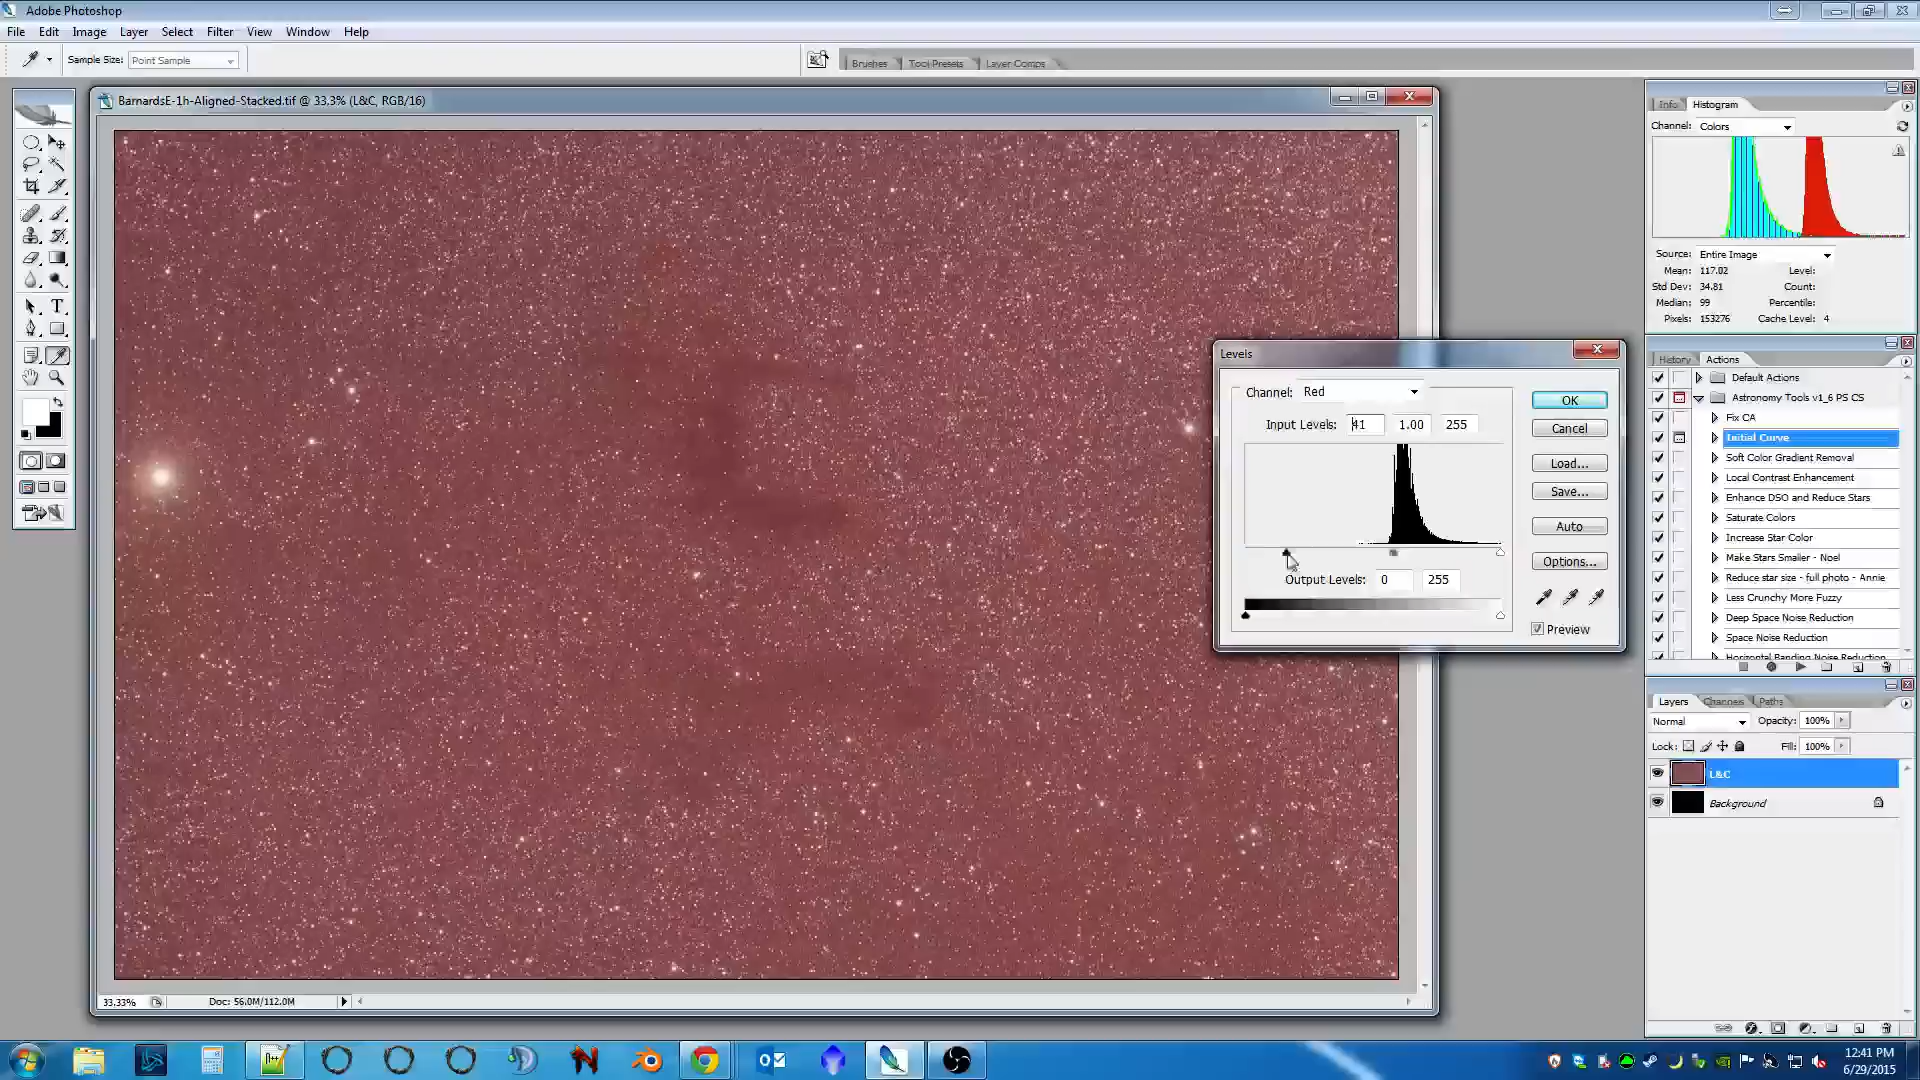 Adobe Photoshop
File Edit Image Layer Select Filter View Window Help
Sample Size: Point Sample
Brushes Tool Presets Layer Comps
BarnardsE-1h-Aligned-Stacked.tif @ 33.3% (L&C, RGB/16)
Info Histogram
Channel: Colors
Source: Entire Image
Mean: 117.02 Level:
Std Dev: 34.81 Count:
Median: 99 Percentile:
Pixels: 153276 Cache Level: 4
Levels
Channel: Red
Input Levels: 41 1.00 255
Output Levels: 0 255
OK
Cancel
Load...
Save...
Auto
Options...
Preview
History Actions
Default Actions
Astronomy Tools v1_6 PS CS
Fix CA
Initial Curve
Soft Color Gradient Removal
Local Contrast Enhancement
Enhance DSO and Reduce Stars
Saturate Colors
Increase Star Color
Make Stars Smaller - Noel
Reduce star size - full photo - Annie
Less Crunchy More Fuzzy
Deep Space Noise Reduction
Space Noise Reduction
Horizontal Banding Noise Reduction
Layers Channels Paths
Normal Opacity: 100%
Lock: Fill: 100%
L&C
Background
33.33% Doc: 56.0M/112.0M
12:41 PM
6/29/2015